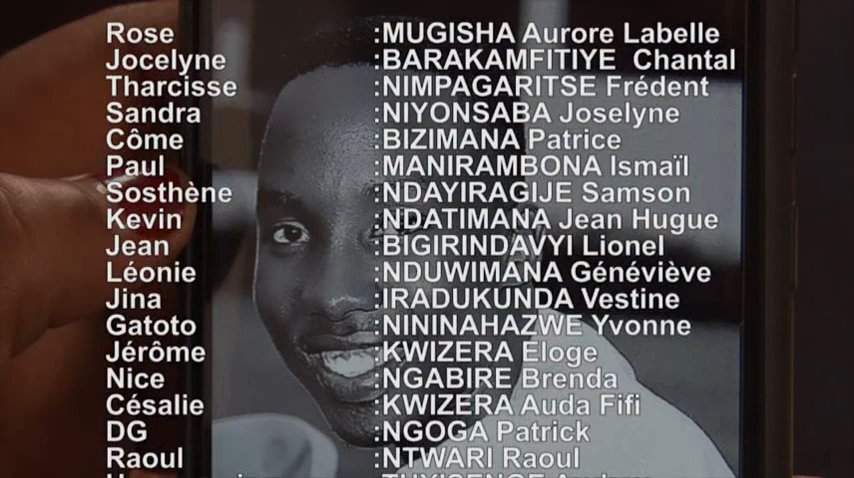 Rose :MUGISHA Aurore Labelle
Jocelyne :BARAKAMFITIYE Chantal
Tharcisse :NIMPAGARITSE Frédent
Sandra :NIYONSABA Joselyne
Côme :BIZIMANA Patrice
Paul :MANIRAMBONA Ismaïl
Sosthène :NDAYIRAGIJE Samson
Kevin :NDATIMANA Jean Hugue
Jean :BIGIRINDAVYI Lionel
Léonie :NDUWIMANA Généviève
Jina :IRADUKUNDA Vestine
Gatoto :NININAHAZWE Yvonne
Jérôme :KWIZERA Eloge
Nice :NGABIRE Brenda
Césalie :KWIZERA Auda Fifi
DG :NGOGA Patrick
Raoul :NTWARI Raoul